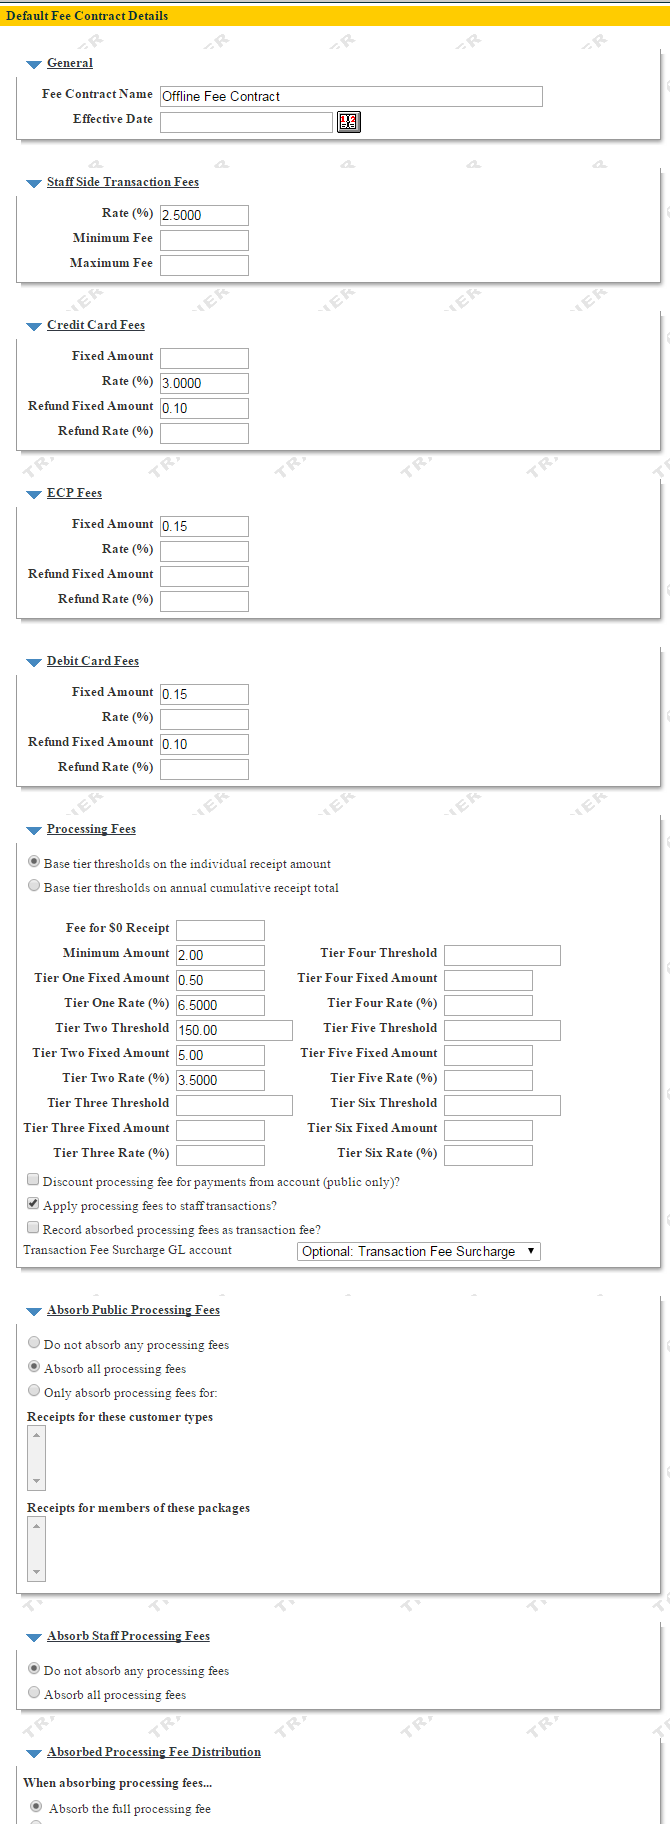 Default Fee Contract Details
General
Fee Contract Name Offline Fee Contract
Effective Date
Staff Side Transaction Fees
Rate (%) 2.5000
Minimum Fee
Maximum Fee
Credit Card Fees
Fixed Amount
Rate (%) 3.0000
Refund Fixed Amount 0.10
Refund Rate (%)
ECP Fees
Fixed Amount 0.15
Rate (%)
Refund Fixed Amount
Refund Rate (%)
Debit Card Fees
Fixed Amount 0.15
Rate (%)
Refund Fixed Amount 0.10
Refund Rate (%)
Processing Fees
Base tier thresholds on the individual receipt amount
Base tier thresholds on annual cumulative receipt total
Fee for $0 Receipt
Minimum Amount 2.00 Tier Four Threshold
Tier One Fixed Amount 0.50 Tier Four Fixed Amount
Tier One Rate (%) 6.5000 Tier Four Rate (%)
Tier Two Threshold 150.00 Tier Five Threshold
Tier Two Fixed Amount 5.00 Tier Five Fixed Amount
Tier Two Rate (%) 3.5000 Tier Five Rate (%)
Tier Three Threshold Tier Six Threshold
Tier Three Fixed Amount Tier Six Fixed Amount
Tier Three Rate (%) Tier Six Rate (%)
Discount processing fee for payments from account (public only)?
Apply processing fees to staff transactions?
Record absorbed processing fees as transaction fee?
Transaction Fee Surcharge GL account Optional: Transaction Fee Surcharge
Absorb Public Processing Fees
Do not absorb any processing fees
Absorb all processing fees
Only absorb processing fees for:
Receipts for these customer types
Receipts for members of these packages
Absorb Staff Processing Fees
Do not absorb any processing fees
Absorb all processing fees
Absorbed Processing Fee Distribution
When absorbing processing fees...
Absorb the full processing fee